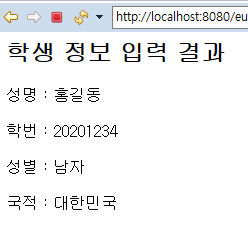 http://localhost:8080/eu
학생 정보 입력 결과
성명 : 홍길동
학번 : 20201234
성별 : 남자
국적 : 대한민국